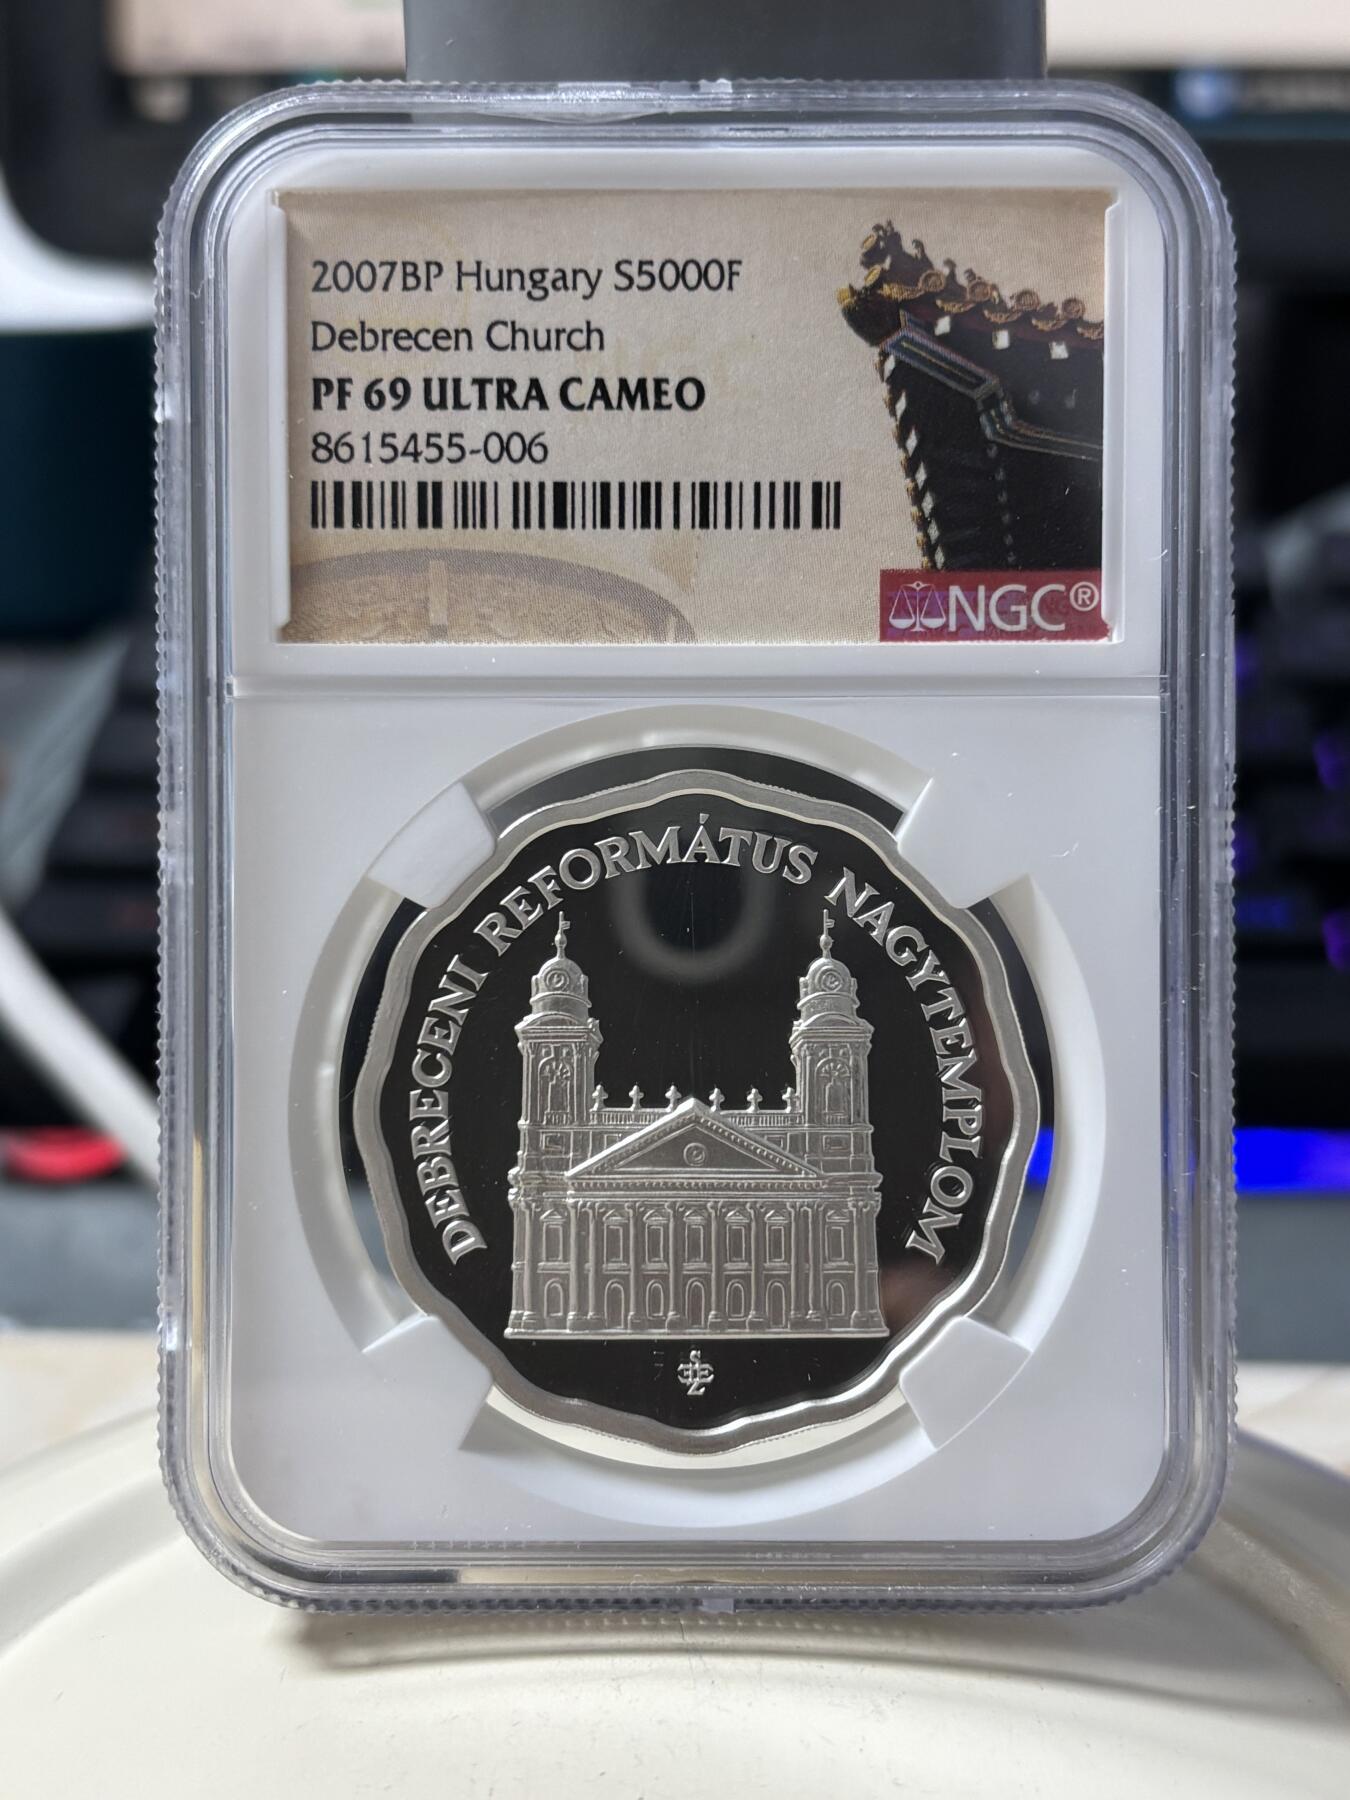 2007BP Hungary S5000F
Debrecen Church
PF 69 ULTRA CAMEO
8615455-006
NGC®
DEBRECENI REFORMÁTUS NAGYTEMPLOM